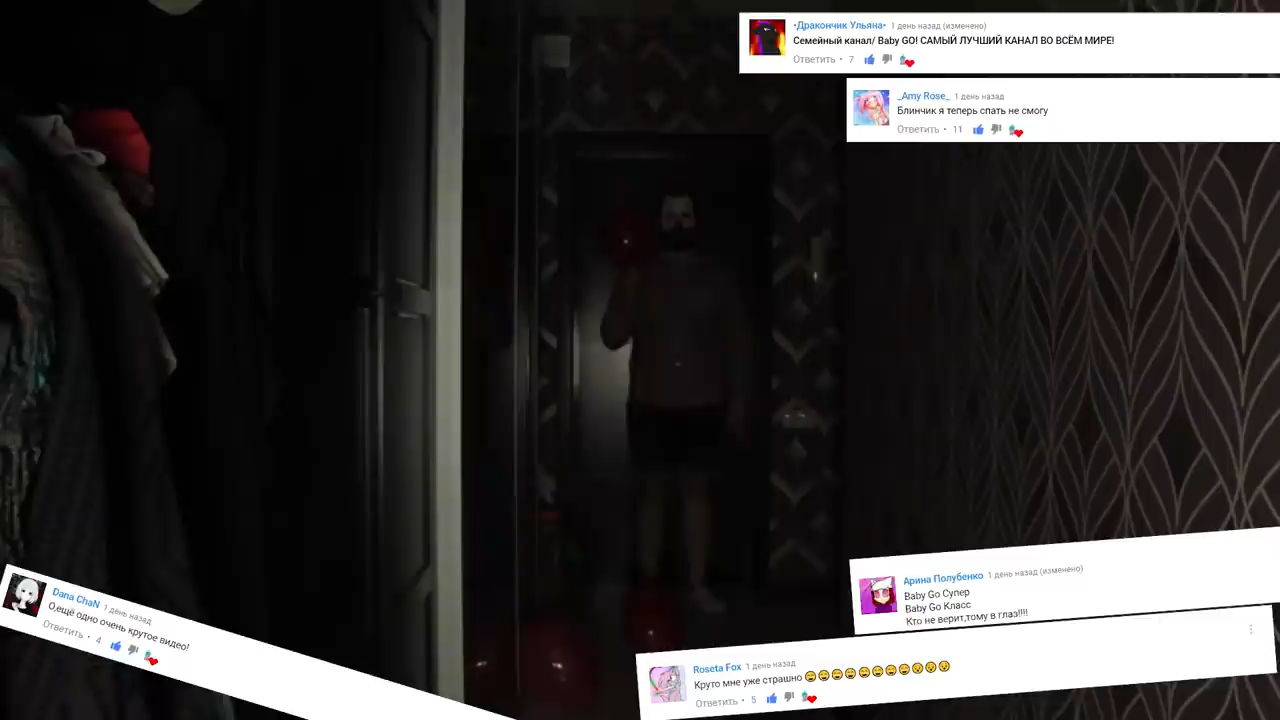 •Дракончик Ульяна• 1 день назад (изменено)
Семейный канал/ Baby GO! САМЫЙ ЛУЧШИЙ КАНАЛ ВО ВСЁМ МИРЕ!
Ответить • 7
_Amy Rose_ 1 день назад
Блинчик я теперь спать не смогу
Ответить • 11
Dana ChaN 1 день назад
О,ещё одно очень крутое видео!
Ответить • 4
Арина Полубенко 1 день назад (изменено)
Baby Go Супер
Baby Go Класс
Кто не верит,тому в глаз!!!!
Roseta Fox 1 день назад
Круто мне уже страшно 😩😩😩😩😩😩😩😩😩😩😩
Ответить • 5